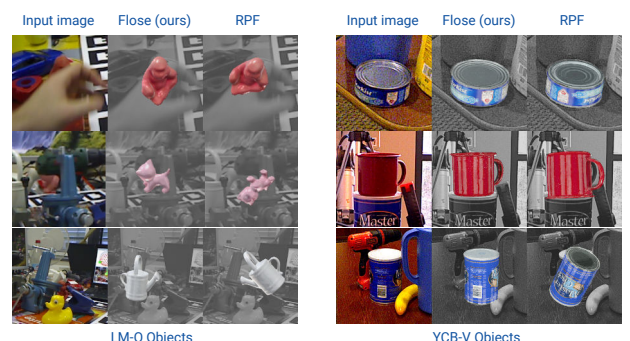 Input image Flose (ours) RPF
Input image Flose (ours) RPF
Master
Master
Master
LM-O Objects
YCB-V Objects